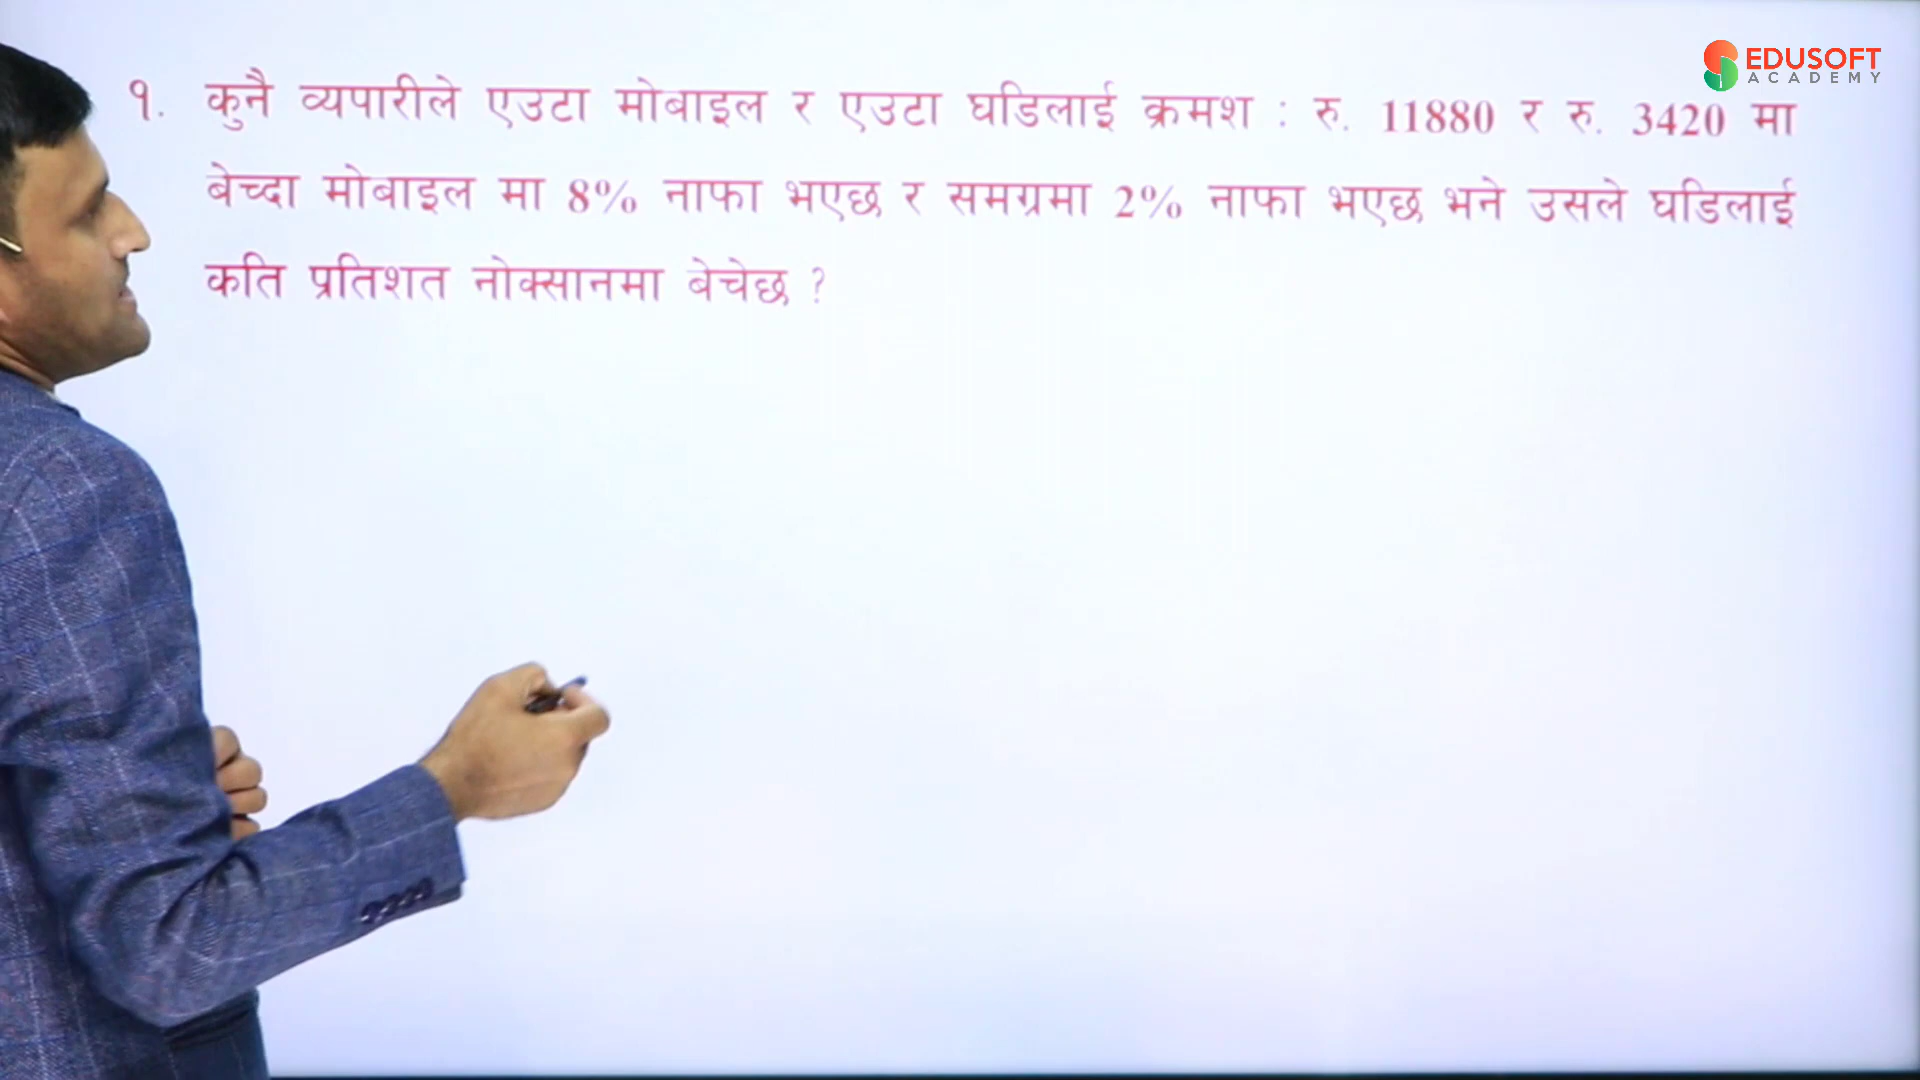 EDUSOFT
ACADEMY
१. कुनै व्यपारीले एउटा मोबाइल र एउटा घडिलाई क्रमश : रु. 11880 र रु. 3420 मा
बेच्दा मोबाइल मा 8% नाफा भएछ र समग्रमा 2% नाफा भएछ भने उसले घडिलाई
कति प्रतिशत नोक्सानमा बेचेछ ?